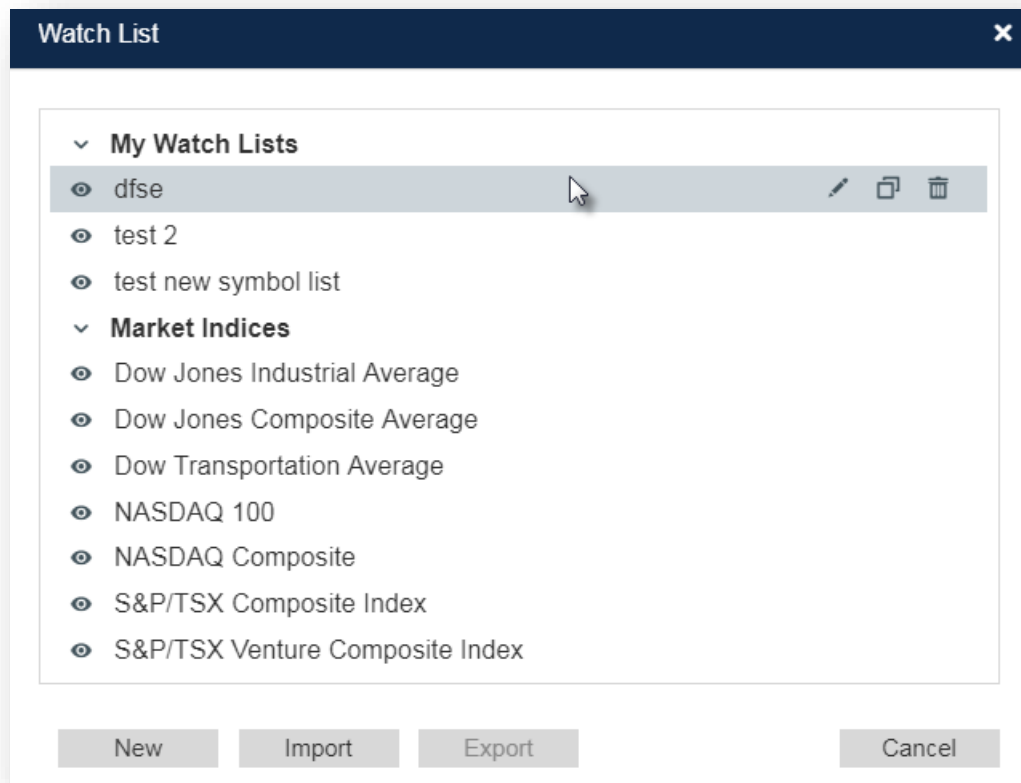 Watch List
My Watch Lists
dfse
test 2
test new symbol list
Market Indices
Dow Jones Industrial Average
Dow Jones Composite Average
Dow Transportation Average
NASDAQ 100
NASDAQ Composite
S&P/TSX Composite Index
S&P/TSX Venture Composite Index
New Import Export Cancel